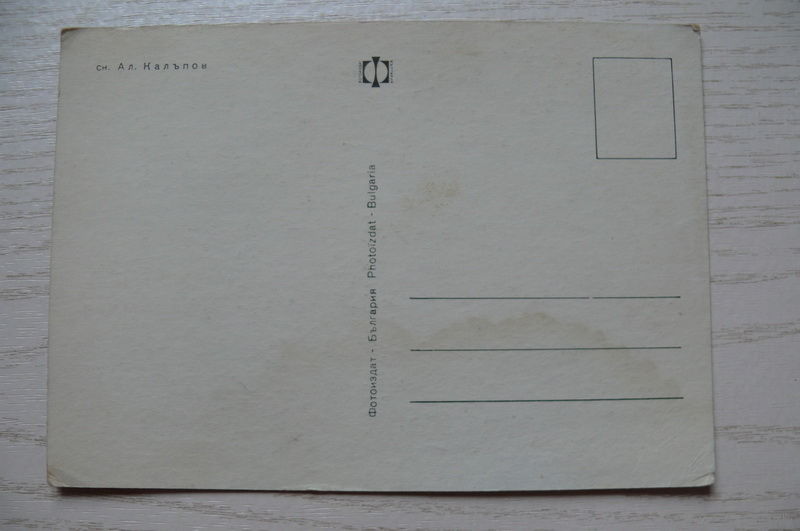 сн. Ал. Калъпов
Фотоиздат - България Photoizdat - Bulgaria